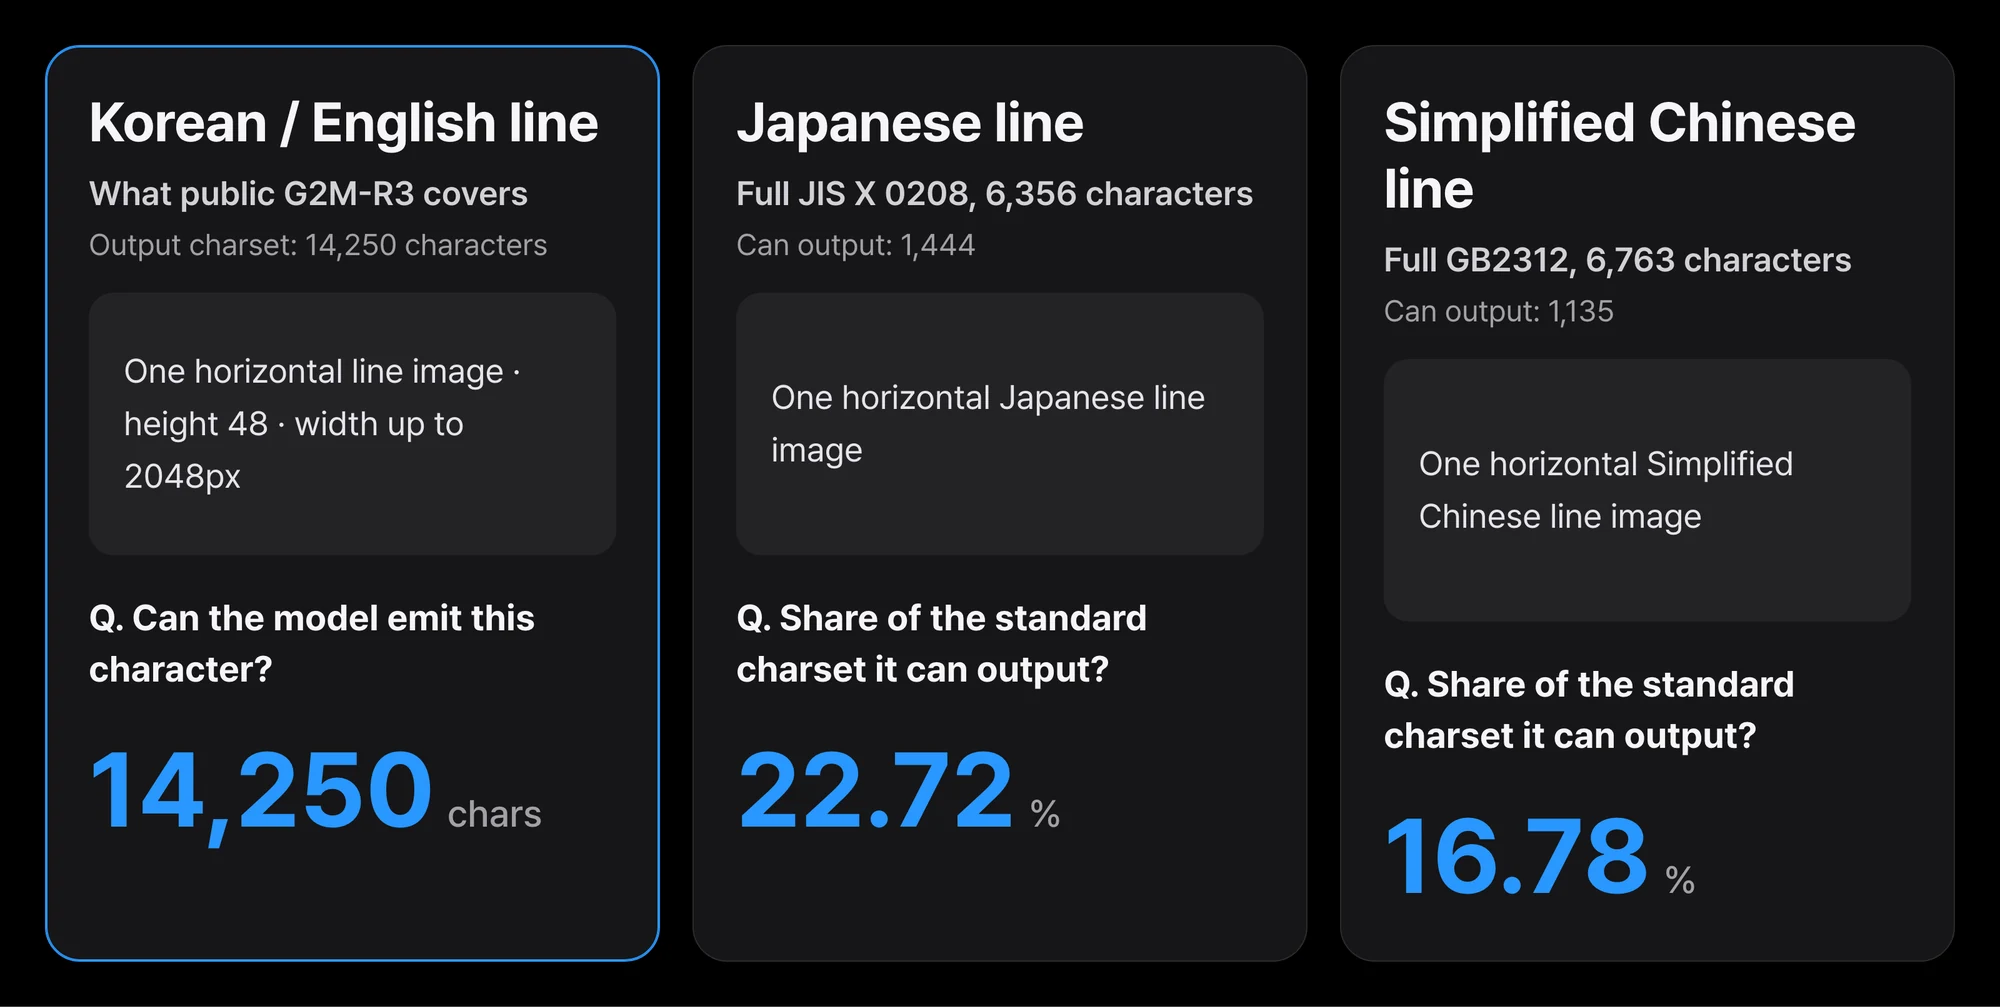 Korean / English line
What public G2M-R3 covers
Output charset: 14,250 characters
One horizontal line image ·
height 48 · width up to
2048px
Q. Can the model emit this
character?
14,250 chars
Japanese line
Full JIS X 0208, 6,356 characters
Can output: 1,444
One horizontal Japanese line
image
Q. Share of the standard
charset it can output?
22.72 %
Simplified Chinese
line
Full GB2312, 6,763 characters
Can output: 1,135
One horizontal Simplified
Chinese line image
Q. Share of the standard
charset it can output?
16.78 %